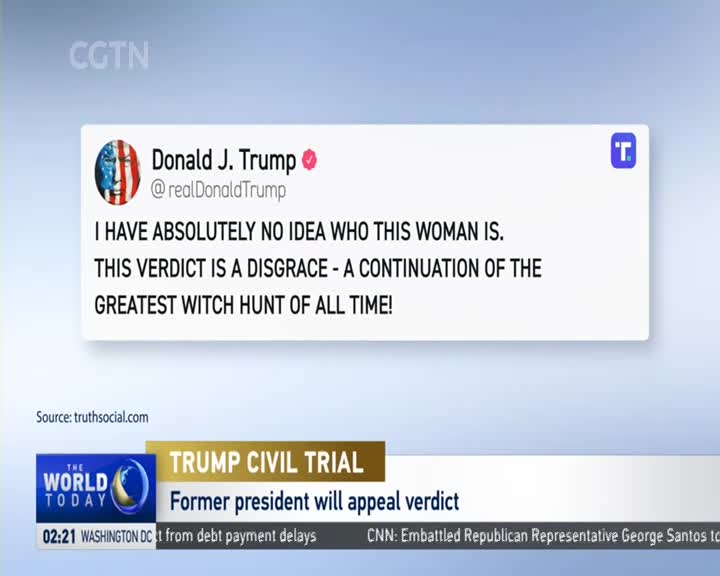 CGTN
Donald J. Trump
@realDonaldTrump
I HAVE ABSOLUTELY NO IDEA WHO THIS WOMAN IS.
THIS VERDICT IS A DISGRACE - A CONTINUATION OF THE
GREATEST WITCH HUNT OF ALL TIME!
Source: truthsocial.com
THE
WORLD
TODAY
TRUMP CIVIL TRIAL
Former president will appeal verdict
02:21 WASHINGTON DC
from debt payment delays CNN: Embattled Republican Representative George Santos to